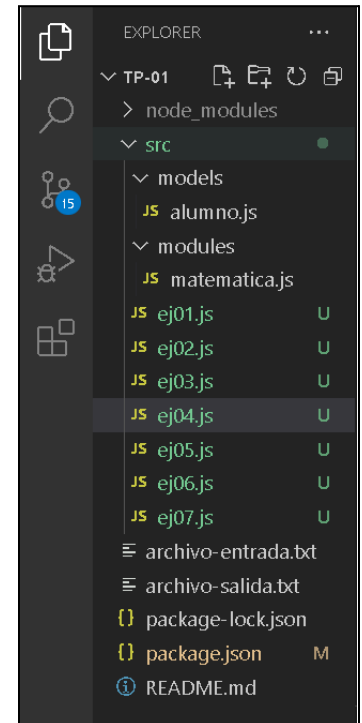 EXPLORER ...
TP-01
node_modules
src
models
JS alumno.js
modules
JS matematica.js
JS ej01.js U
JS ej02.js U
JS ej03.js U
JS ej04.js U
JS ej05.js U
JS ej06.js U
JS ej07.js U
archivo-entrada.txt
archivo-salida.txt
{} package-lock.json
{} package.json M
README.md
15